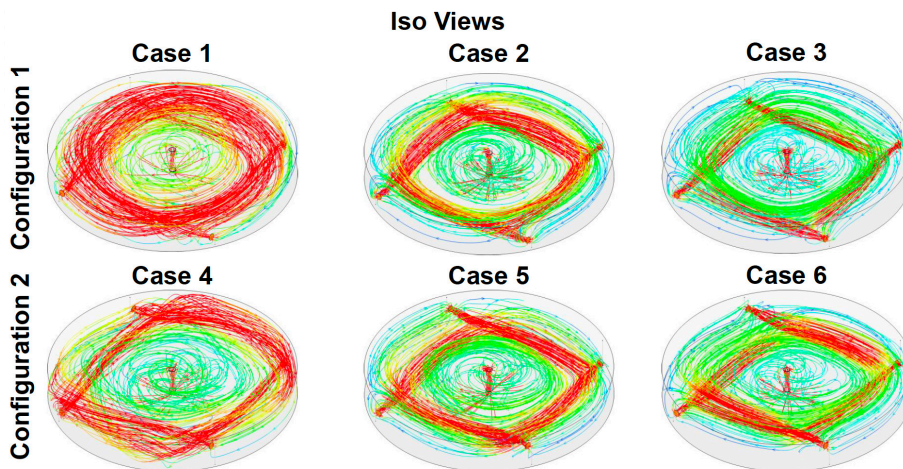 Iso Views
Case 1 Case 2 Case 3
Configuration 1
Case 4 Case 5 Case 6
Configuration 2